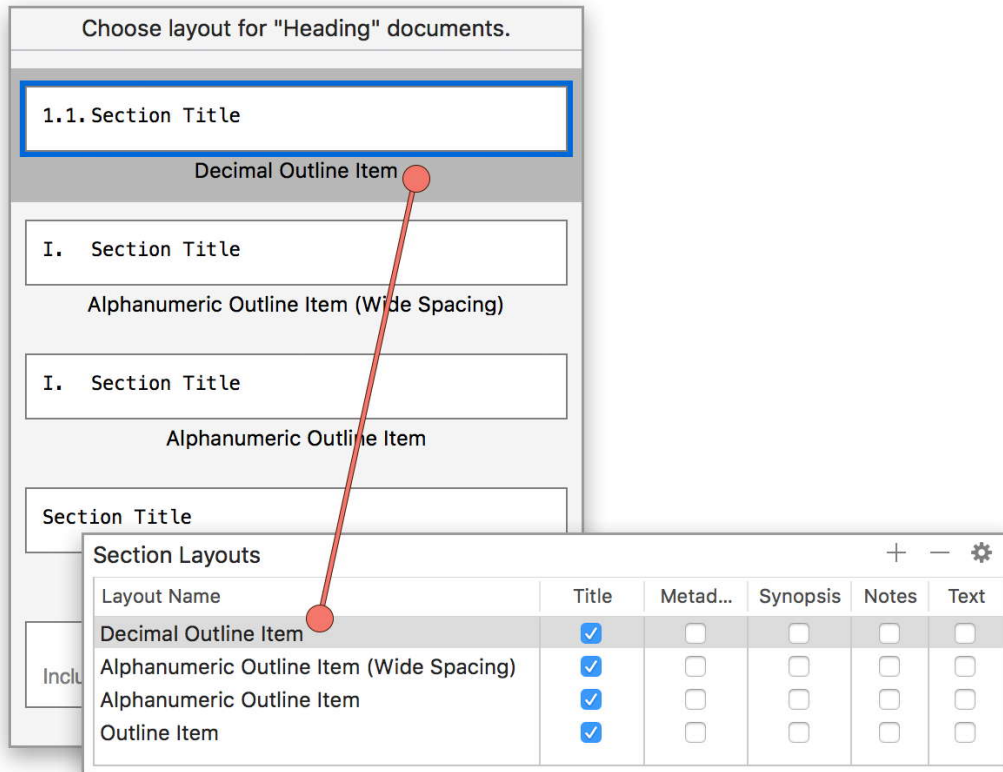 Choose layout for "Heading" documents.
1.1. Section Title
Decimal Outline Item
I. Section Title
Alphanumeric Outline Item (Wide Spacing)
I. Section Title
Alphanumeric Outline Item
Section Title
Inclu
Section Layouts
Layout Name Title Metad... Synopsis Notes Text
Decimal Outline Item
Alphanumeric Outline Item (Wide Spacing)
Alphanumeric Outline Item
Outline Item